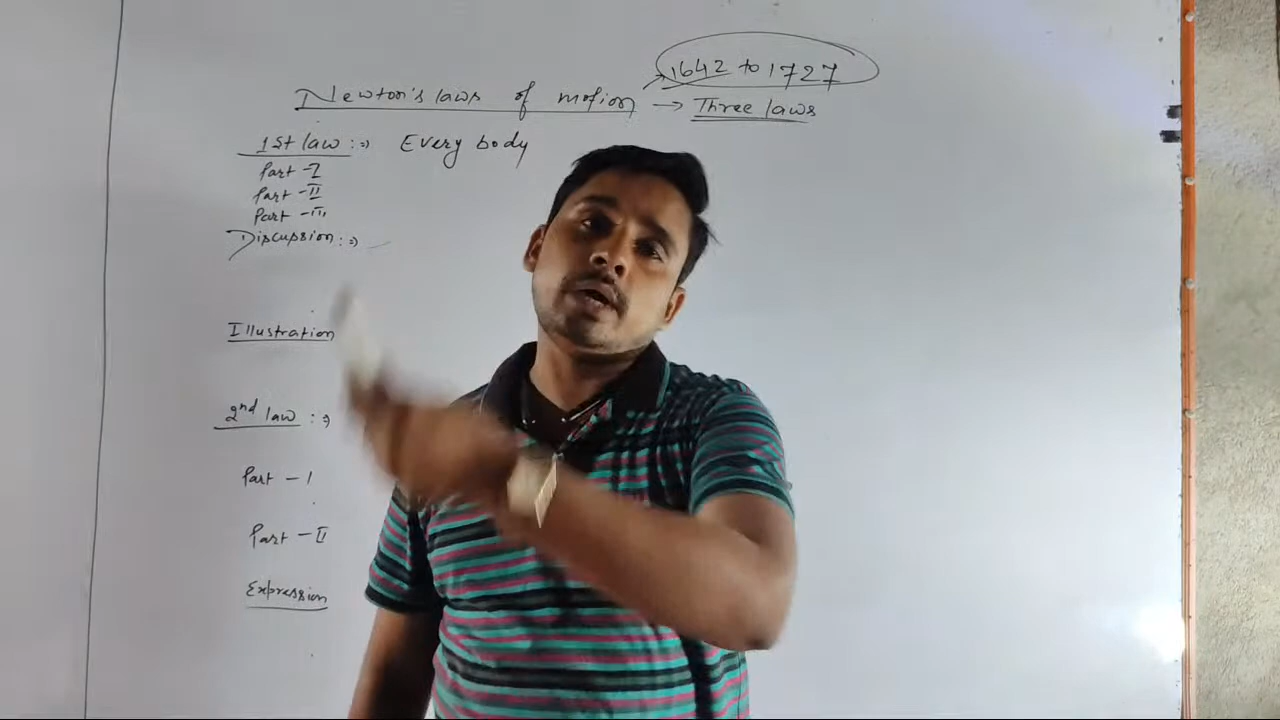 1642 to 1727
Newton's laws of motion → Three laws
1st law :⇒ Every body
Part - I
Part - II
Part - III
Discussion :⇒
Illustration
2nd law :⇒
Part - 1
Part - II
Expression